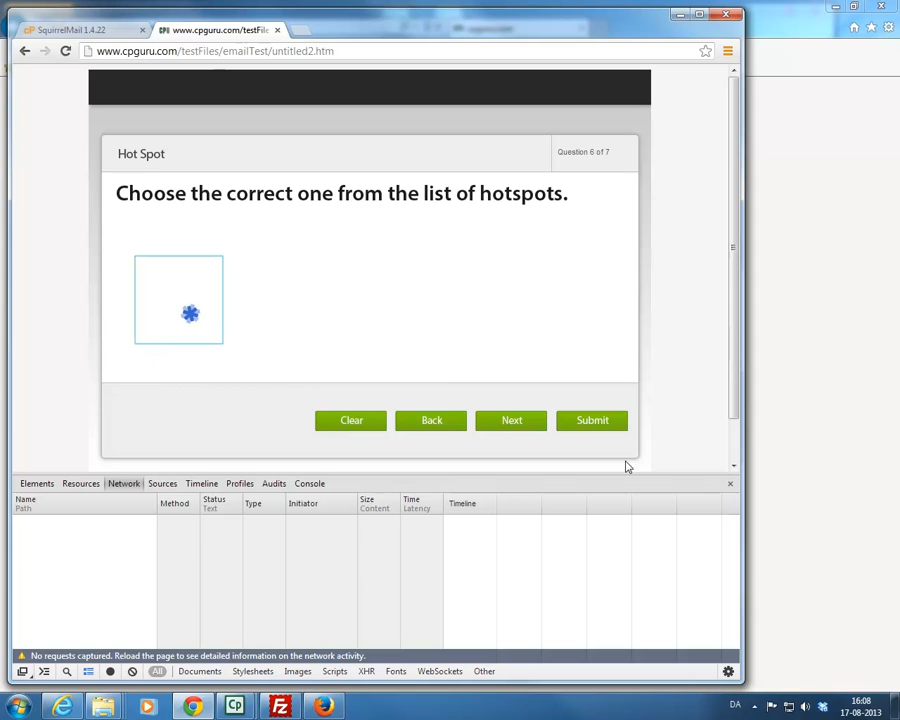 SquirrelMail 1.4.22
www.cpguru.com/testFile
www.cpguru.com/testFiles/emailTest/untitled2.htm
Hot Spot
Question 6 of 7
Choose the correct one from the list of hotspots.
Clear Back Next Submit
Elements Resources Network Sources Timeline Profiles Audits Console
Name Method Status Type Initiator Size Time Timeline
Path Text Content Latency
No requests captured. Reload the page to see detailed information on the network activity.
All Documents Stylesheets Images Scripts XHR Fonts WebSockets Other
DA 16:08
17-08-2013